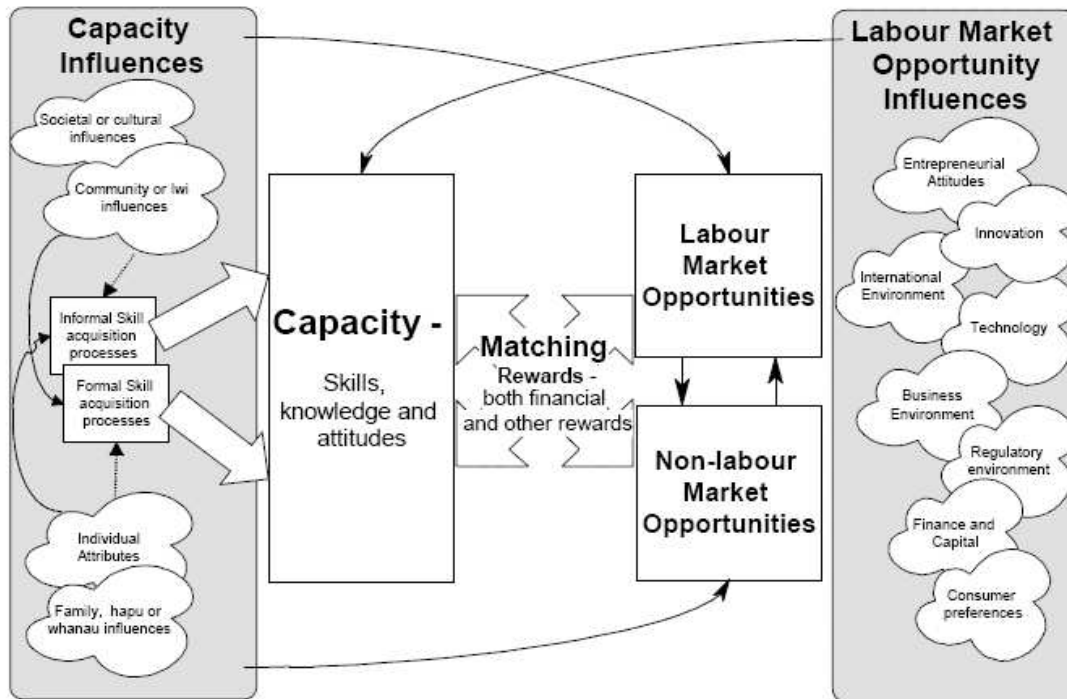 Capacity
Influences
Societal or cultural
influences
Community or Iwi
influences
Informal Skill
acquisition
processes
Formal Skill
acquisition
processes
Individual
Attributes
Family, hapu or
whanau influences
Capacity -
Skills,
knowledge and
attitudes
Matching
Rewards -
both financial
and other rewards
Labour
Market
Opportunities
Non-labour
Market
Opportunities
Labour Market
Opportunity
Influences
Entrepreneurial
Attitudes
Innovation
International
Environment
Technology
Business
Environment
Regulatory
environment
Finance and
Capital
Consumer
preferences